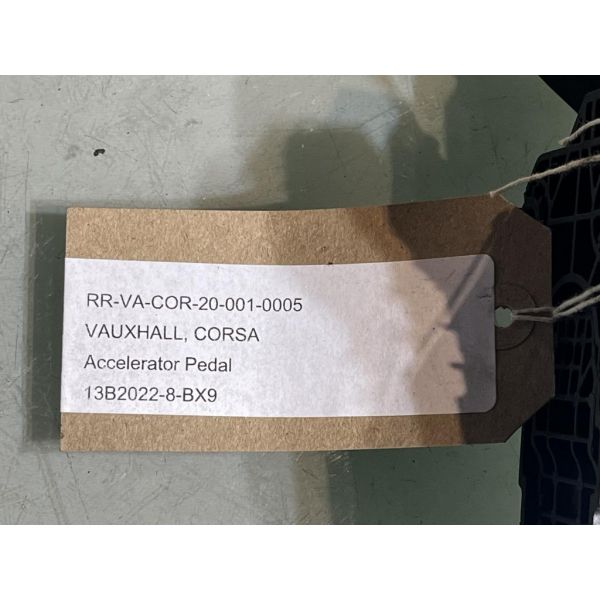 RR-VA-COR-20-001-0005
VAUXHALL, CORSA
Accelerator Pedal
13B2022-8-BX9